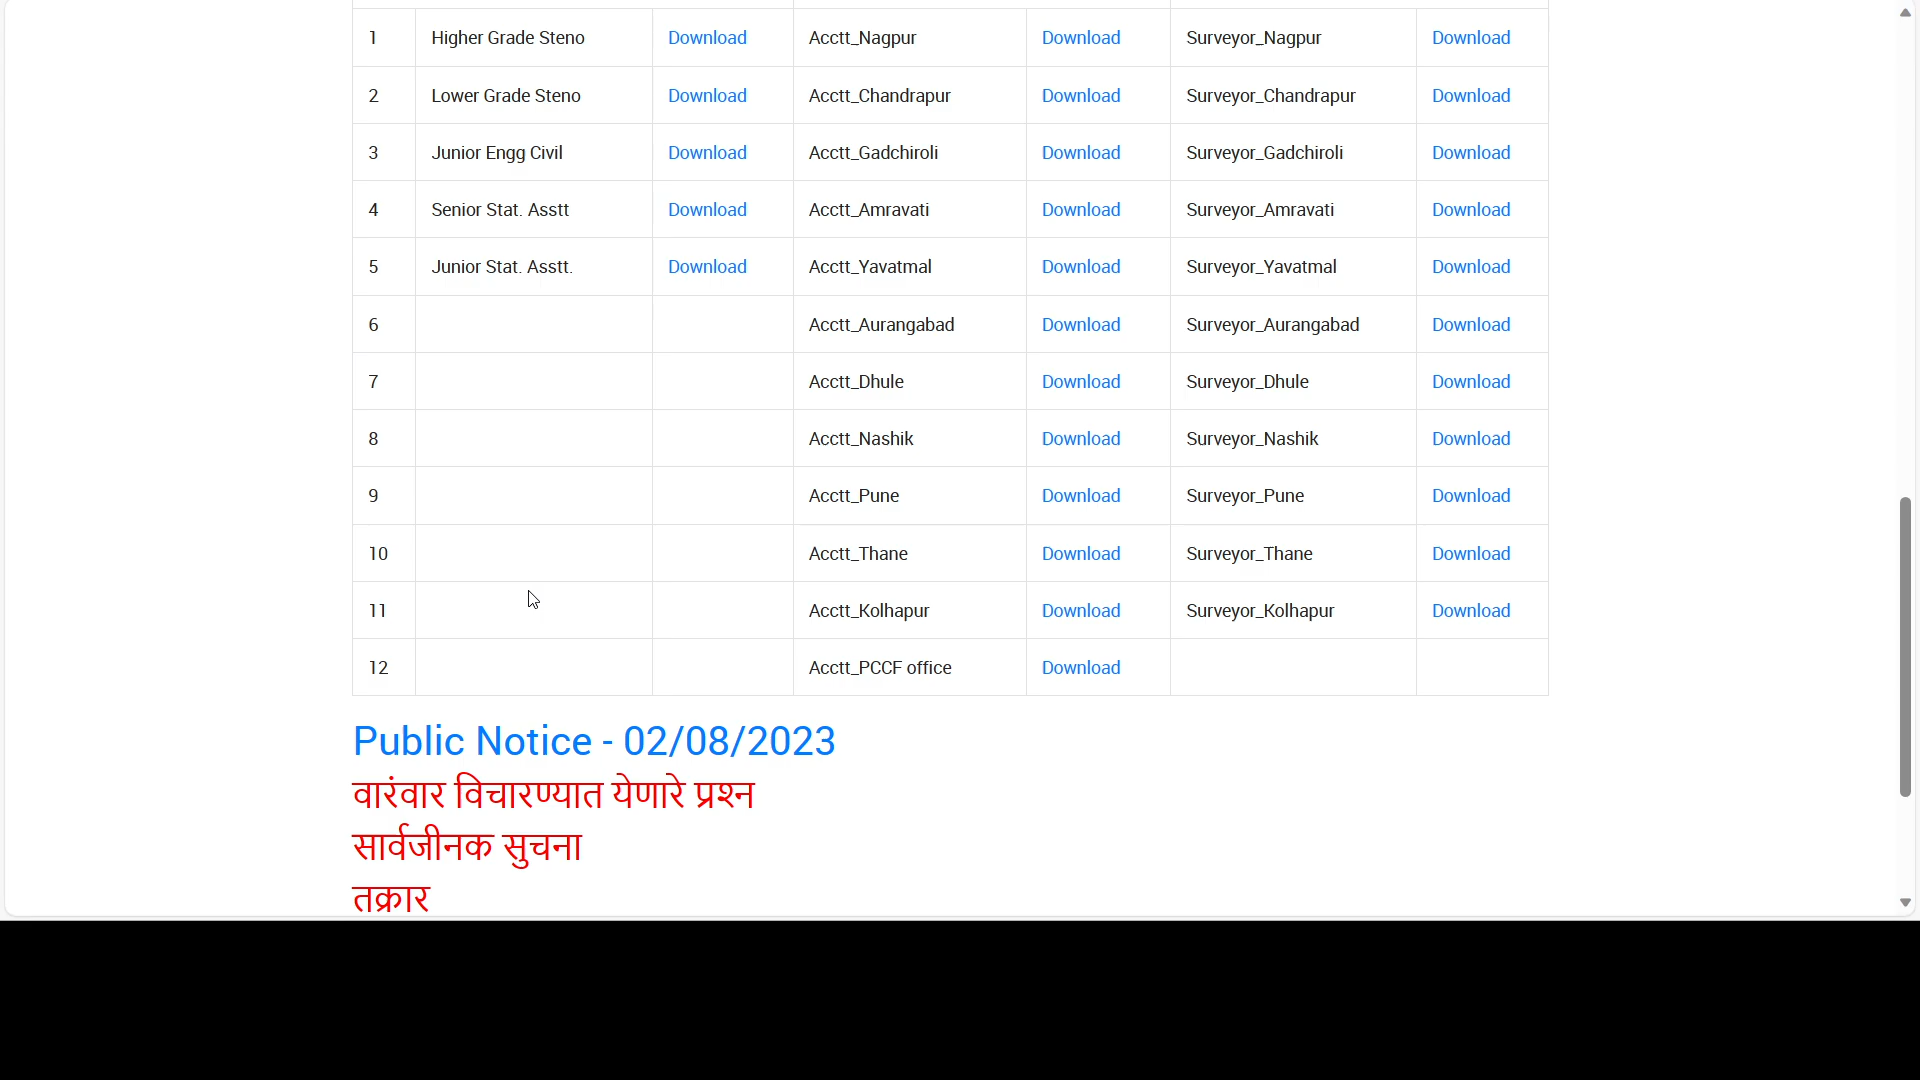 1 Higher Grade Steno Download Acctt_Nagpur Download Surveyor_Nagpur Download
2 Lower Grade Steno Download Acctt_Chandrapur Download Surveyor_Chandrapur Download
3 Junior Engg Civil Download Acctt_Gadchiroli Download Surveyor_Gadchiroli Download
4 Senior Stat. Asstt Download Acctt_Amravati Download Surveyor_Amravati Download
5 Junior Stat. Asstt. Download Acctt_Yavatmal Download Surveyor_Yavatmal Download
6 Acctt_Aurangabad Download Surveyor_Aurangabad Download
7 Acctt_Dhule Download Surveyor_Dhule Download
8 Acctt_Nashik Download Surveyor_Nashik Download
9 Acctt_Pune Download Surveyor_Pune Download
10 Acctt_Thane Download Surveyor_Thane Download
11 Acctt_Kolhapur Download Surveyor_Kolhapur Download
12 Acctt_PCCF office Download
Public Notice - 02/08/2023
वारंवार विचारण्यात येणारे प्रश्न
सार्वजीनक सुचना
तक्रार